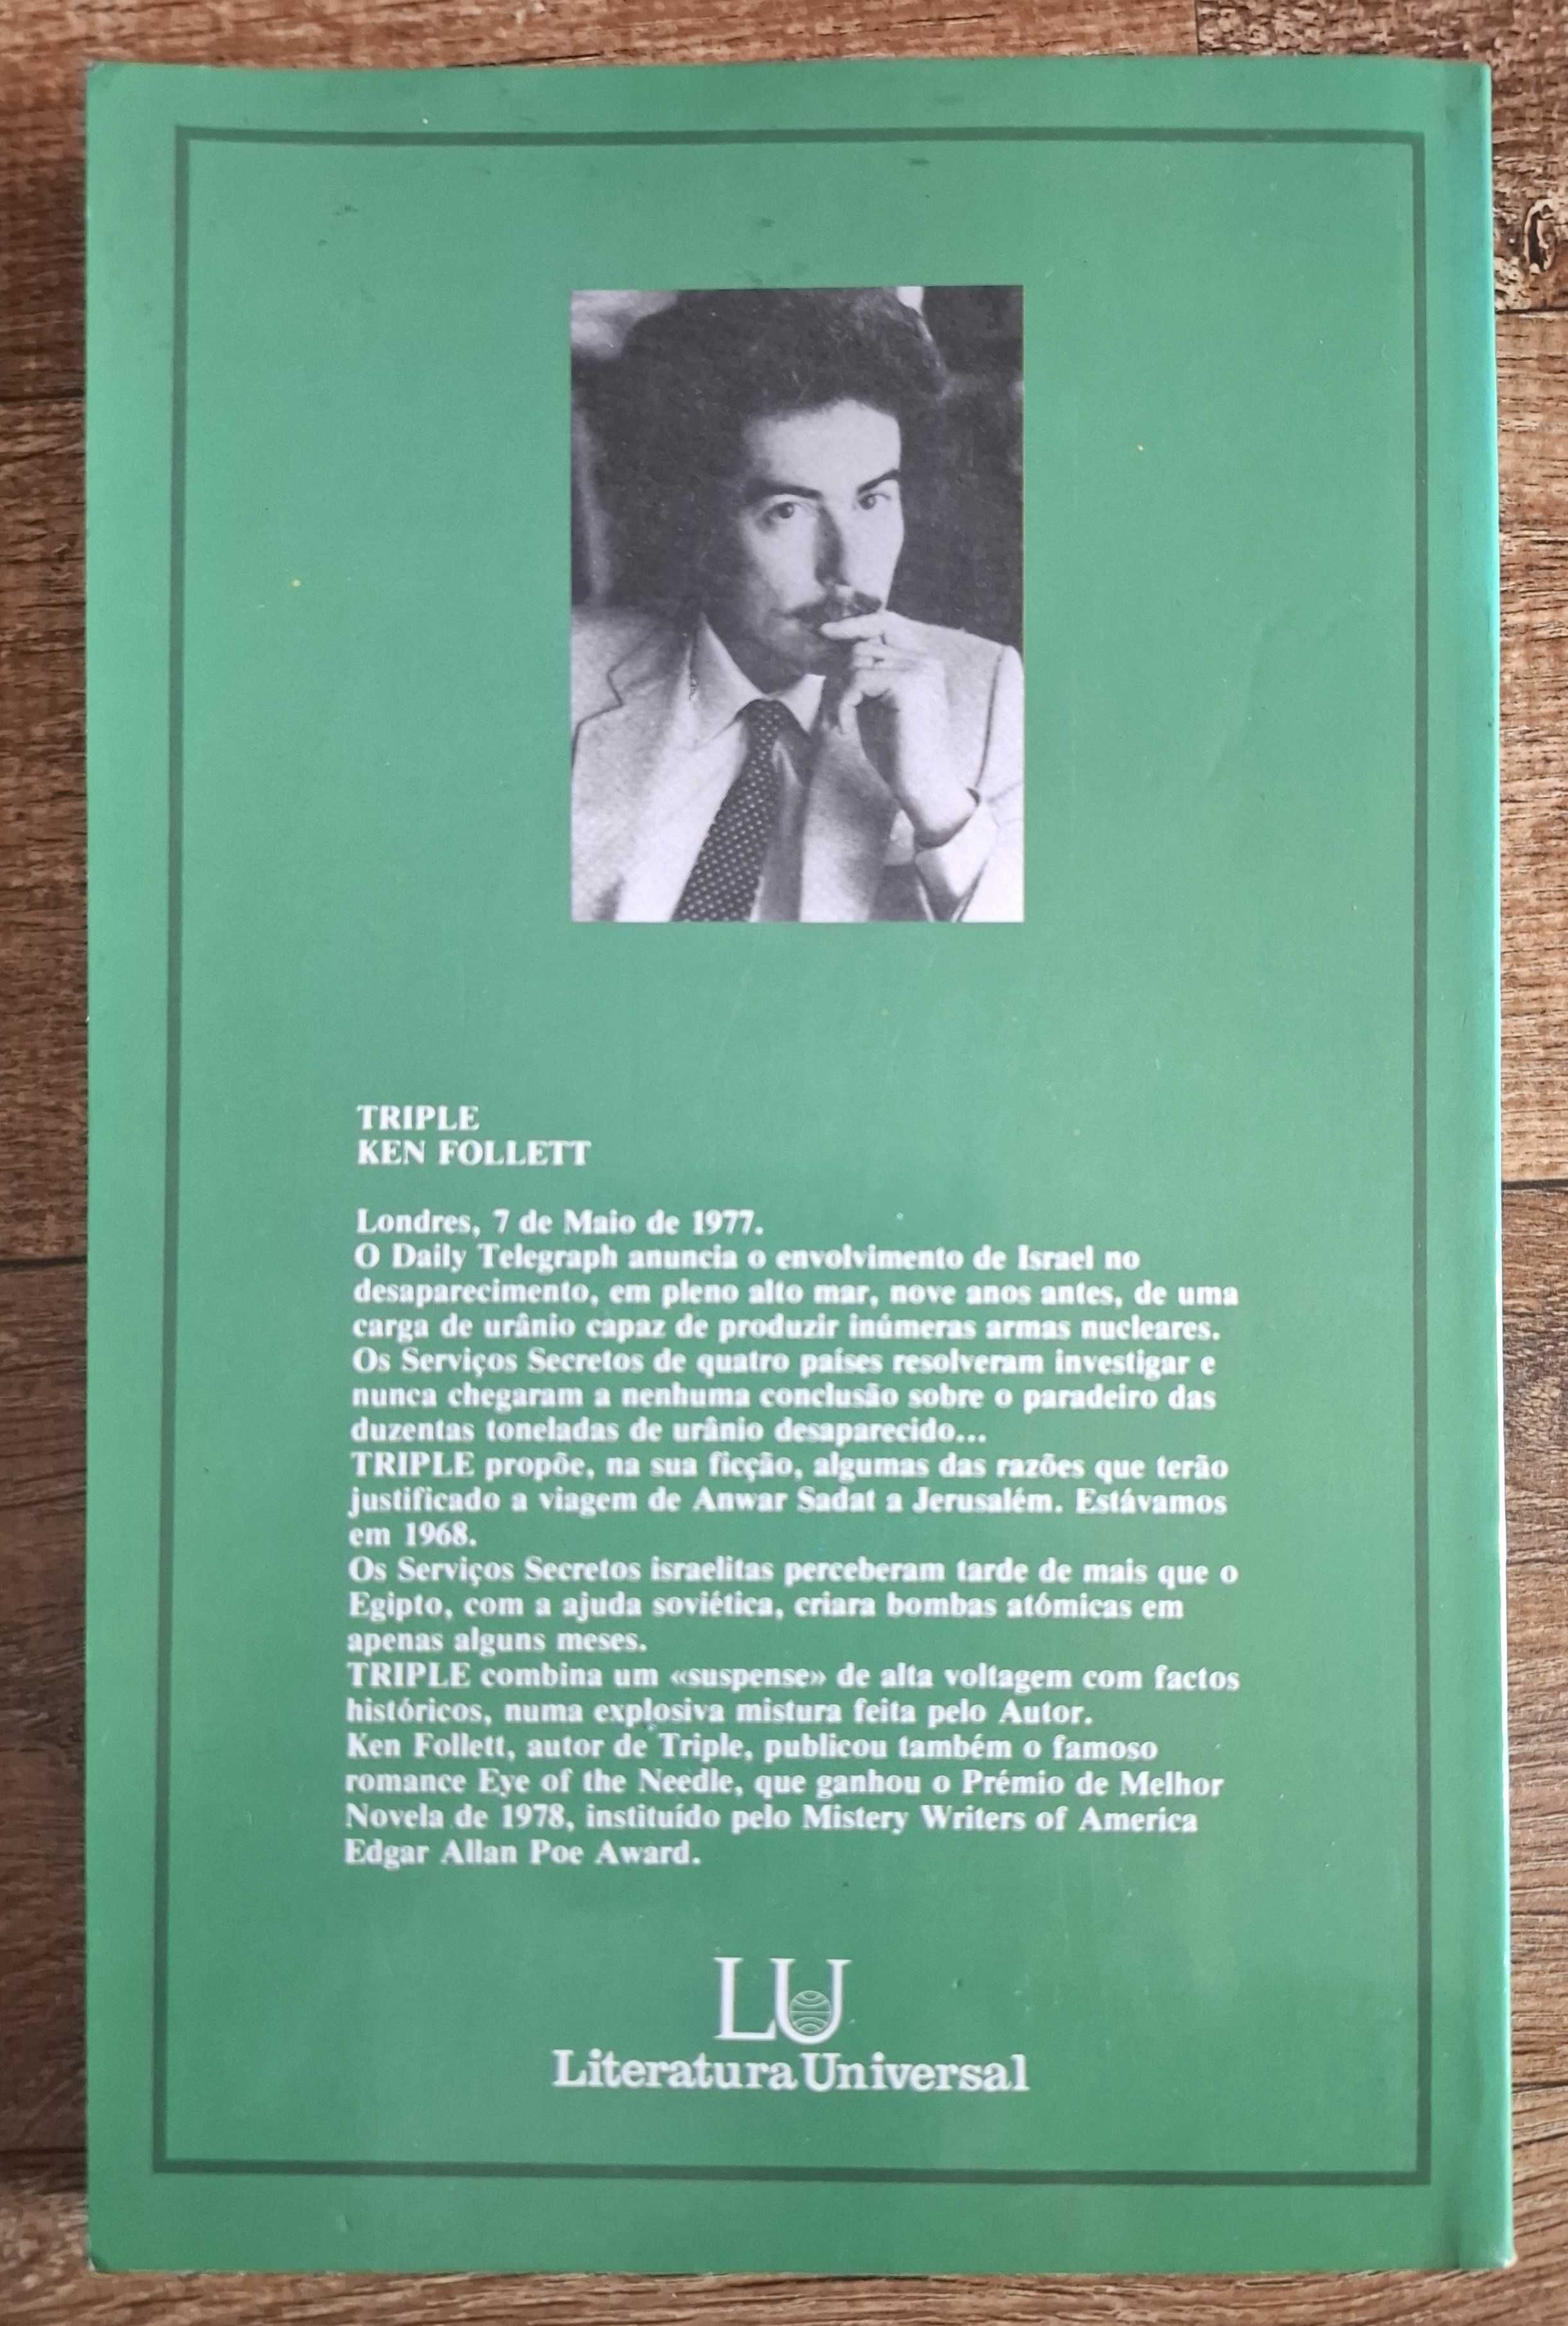 TRIPLE
KEN FOLLETT
Londres, 7 de Maio de 1977.
O Daily Telegraph anuncia o envolvimento de Israel no
desaparecimento, em pleno alto mar, nove anos antes, de uma
carga de urânio capaz de produzir inúmeras armas nucleares.
Os Serviços Secretos de quatro países resolveram investigar e
nunca chegaram a nenhuma conclusão sobre o paradeiro das
duzentas toneladas de urânio desaparecido...
TRIPLE propõe, na sua ficção, algumas das razões que terão
justificado a viagem de Anwar Sadat a Jerusalém. Estávamos
em 1968.
Os Serviços Secretos israelitas perceberam tarde de mais que o
Egipto, com a ajuda soviética, criara bombas atómicas em
apenas alguns meses.
TRIPLE combina um «suspense» de alta voltagem com factos
históricos, numa explosiva mistura feita pelo Autor.
Ken Follett, autor de Triple, publicou também o famoso
romance Eye of the Needle, que ganhou o Prémio de Melhor
Novela de 1978, instituído pelo Mistery Writers of America
Edgar Allan Poe Award.
LU
Literatura Universal